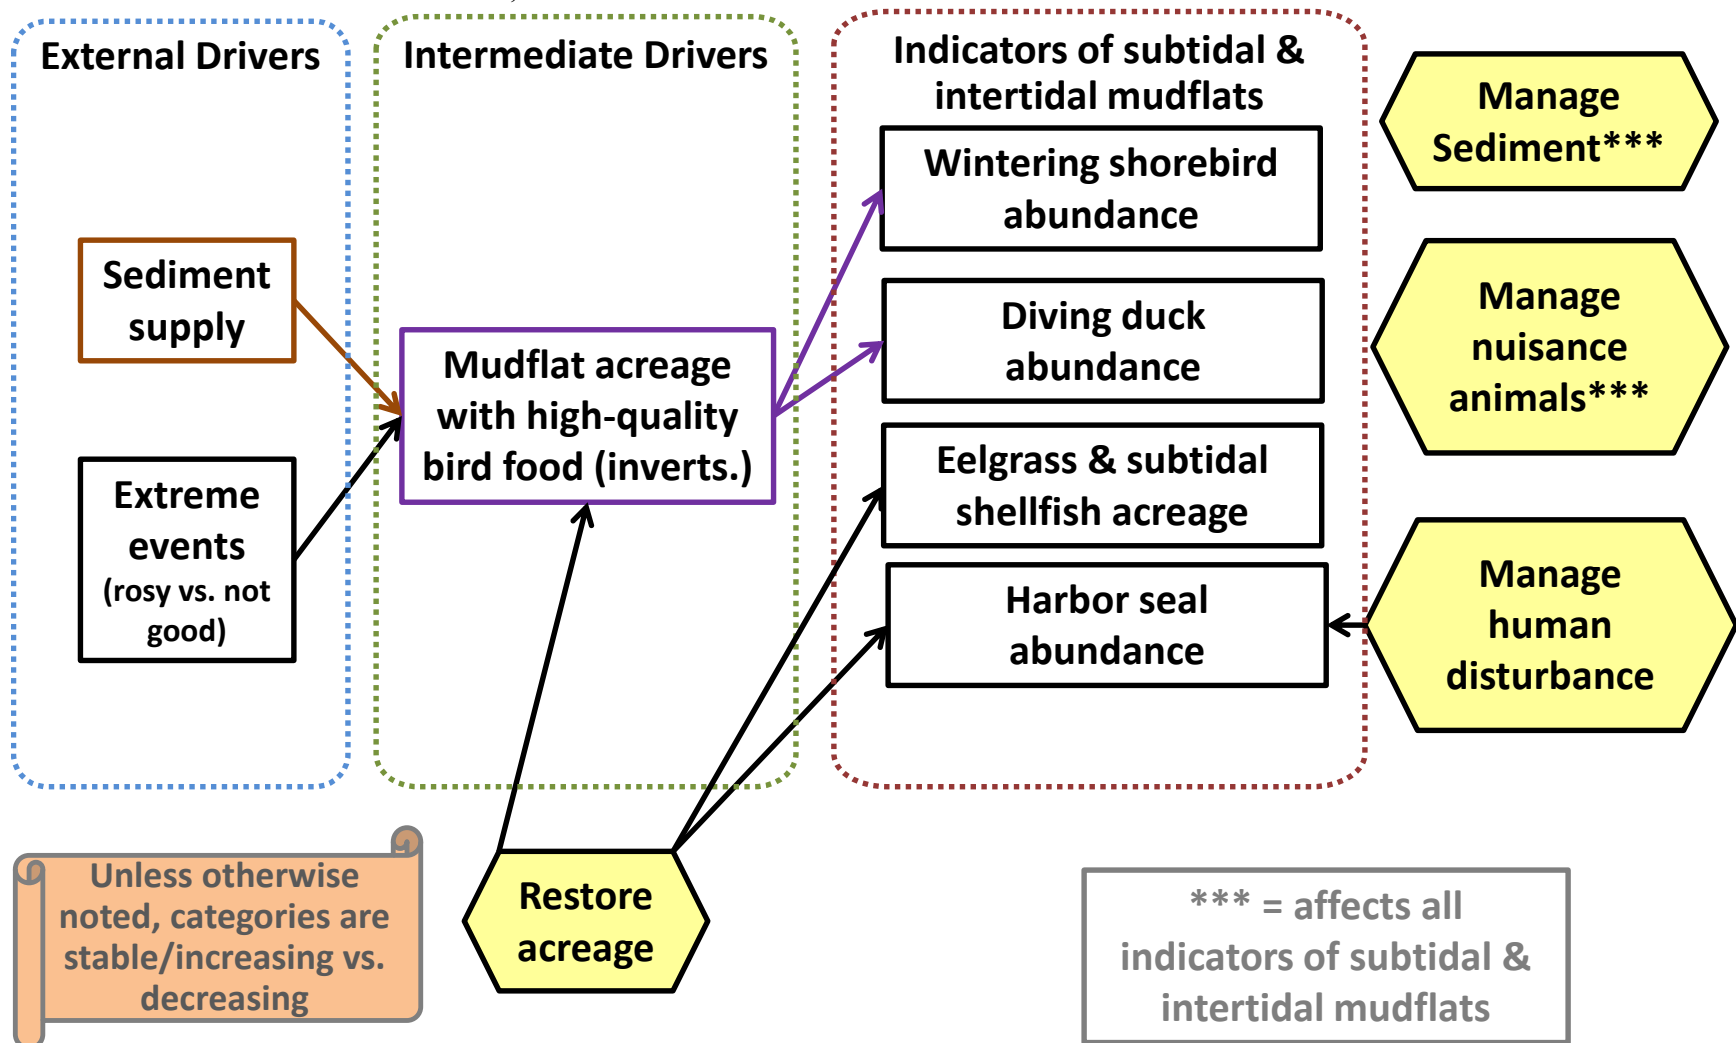 External Drivers
Intermediate Drivers
Indicators of subtidal &
intertidal mudflats
Manage
Sediment***
Wintering shorebird
abundance
Sediment
supply
Manage
nuisance
animals***
Diving duck
abundance
Mudflat acreage
with high-quality
bird food (inverts.)
Eelgrass & subtidal
shellfish acreage
Extreme
events
(rosy vs. not
good)
Harbor seal
abundance
Manage
human
disturbance
Unless otherwise
noted, categories are
stable/increasing vs.
decreasing
Restore
acreage
*** = affects all
indicators of subtidal &
intertidal mudflats